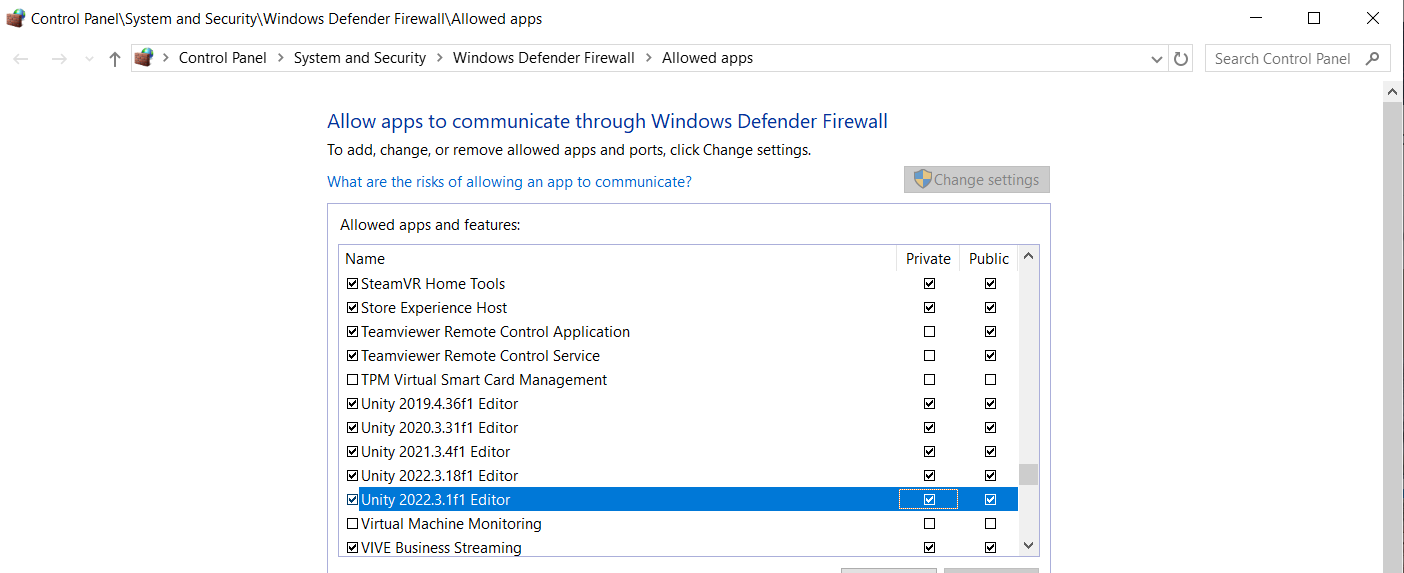 Control Panel\System and Security\Windows Defender Firewall\Allowed apps
Control Panel > System and Security > Windows Defender Firewall > Allowed apps
Search Control Panel
Allow apps to communicate through Windows Defender Firewall
To add, change, or remove allowed apps and ports, click Change settings.
What are the risks of allowing an app to communicate?
Change settings
Allowed apps and features:
Name Private Public
SteamVR Home Tools
Store Experience Host
Teamviewer Remote Control Application
Teamviewer Remote Control Service
TPM Virtual Smart Card Management
Unity 2019.4.36f1 Editor
Unity 2020.3.31f1 Editor
Unity 2021.3.4f1 Editor
Unity 2022.3.18f1 Editor
Unity 2022.3.1f1 Editor
Virtual Machine Monitoring
VIVE Business Streaming